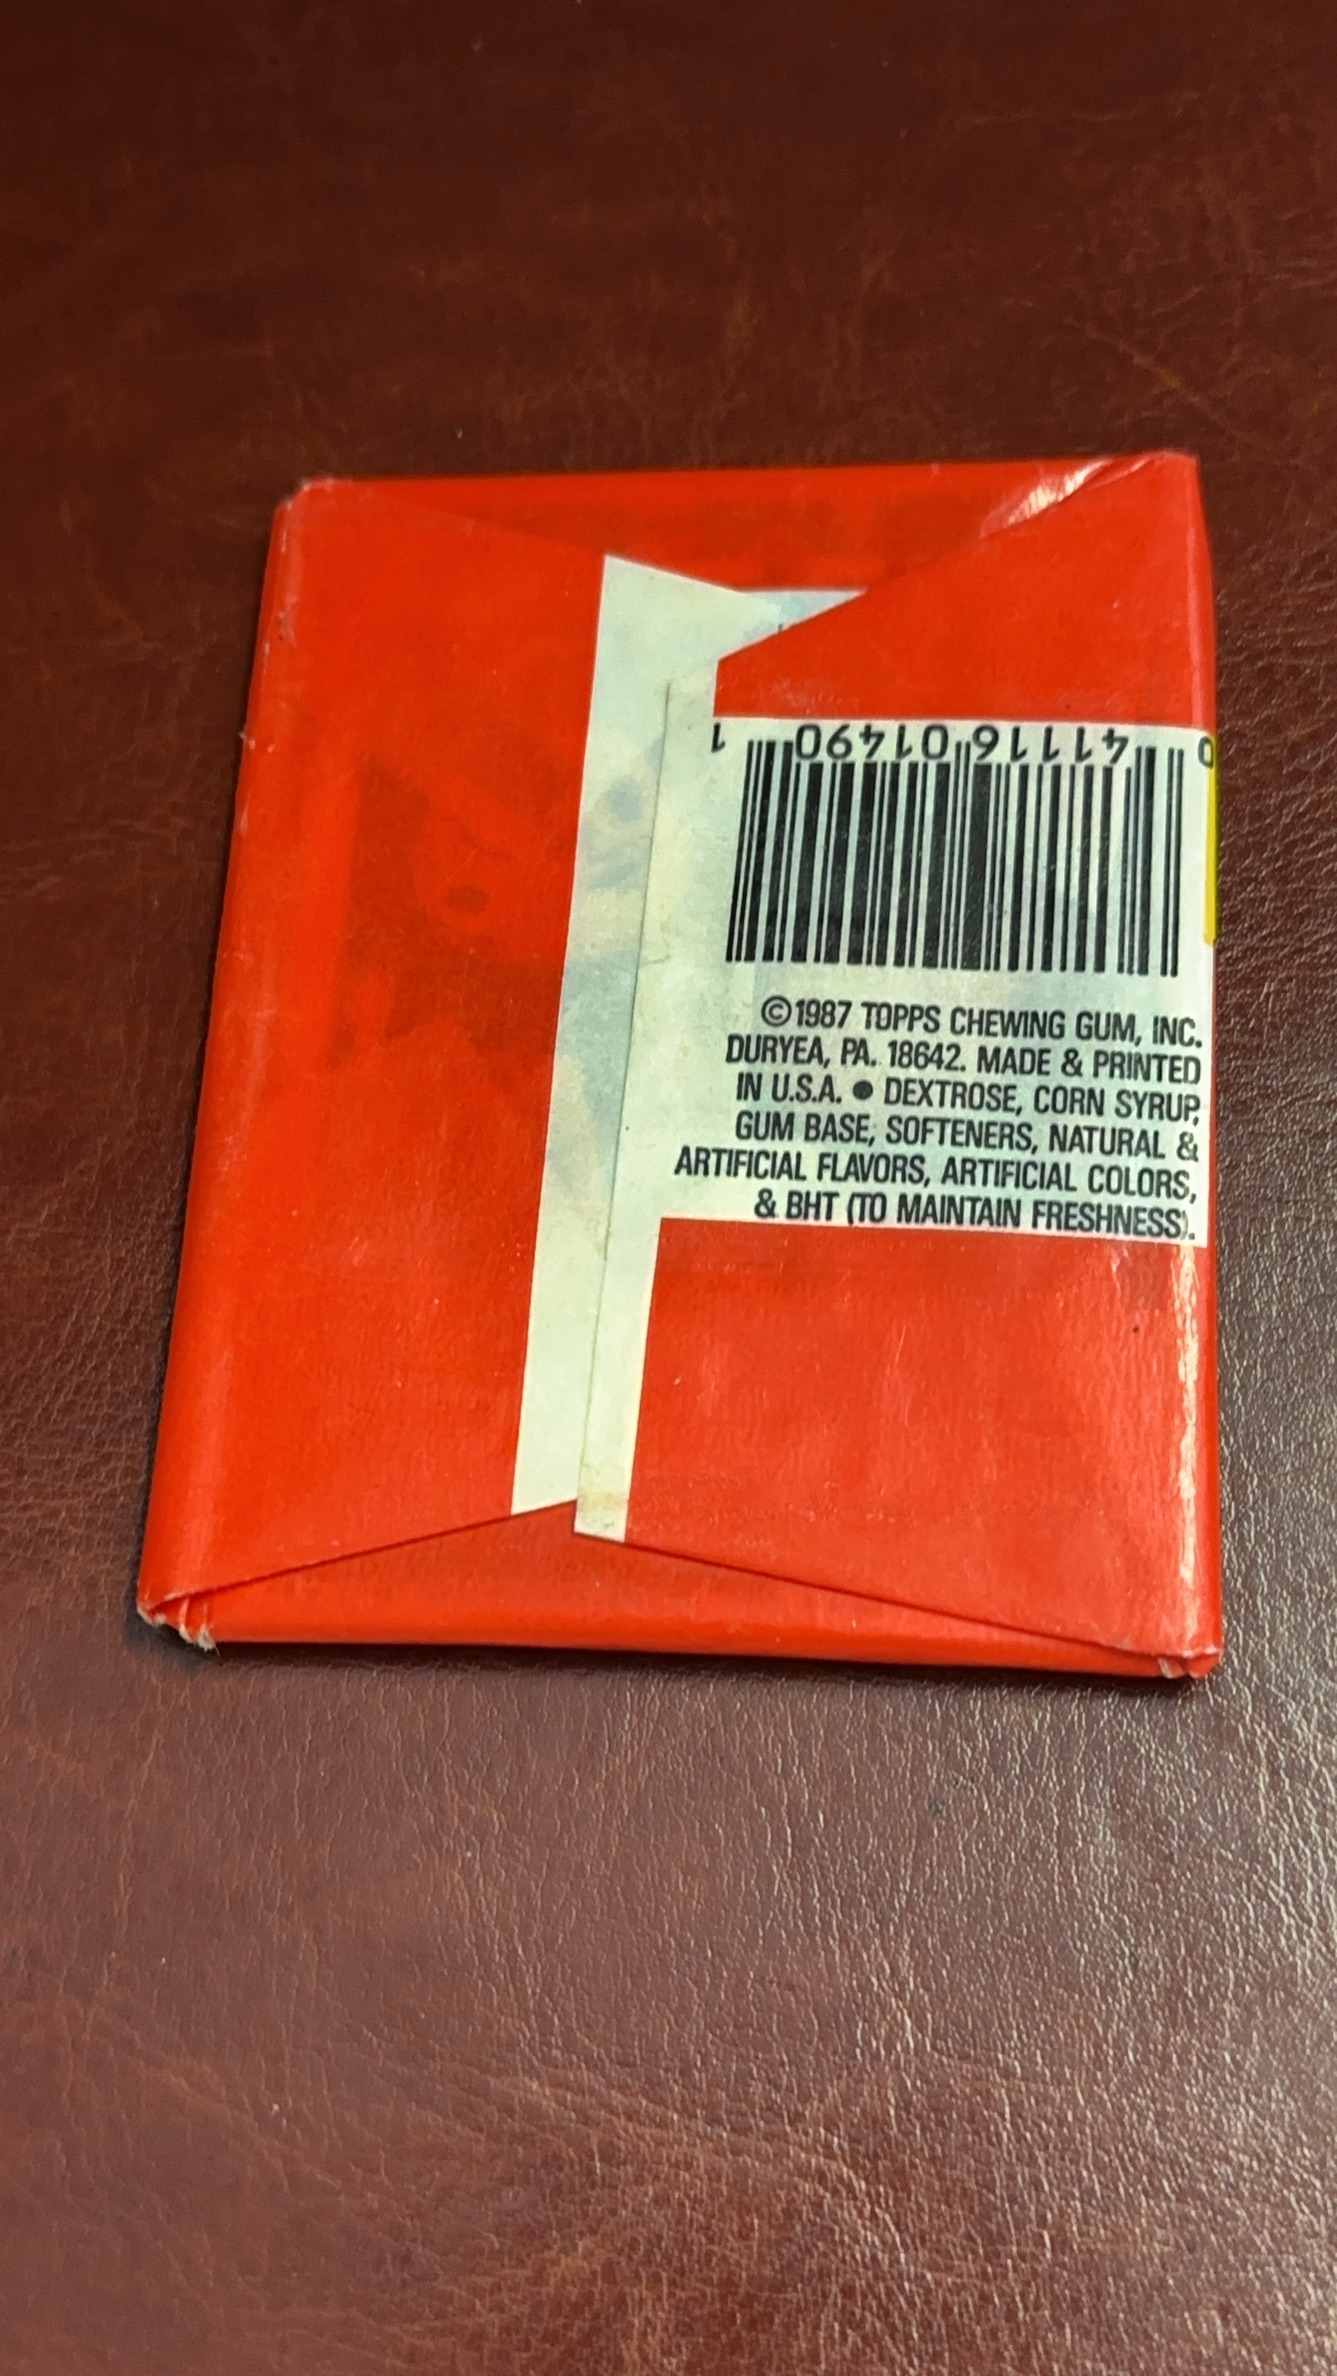 0 41116 01490 1
©1987 TOPPS CHEWING GUM, INC.
DURYEA, PA. 18642. MADE & PRINTED
IN U.S.A. ● DEXTROSE, CORN SYRUP,
GUM BASE, SOFTENERS, NATURAL &
ARTIFICIAL FLAVORS, ARTIFICIAL COLORS,
& BHT (TO MAINTAIN FRESHNESS).